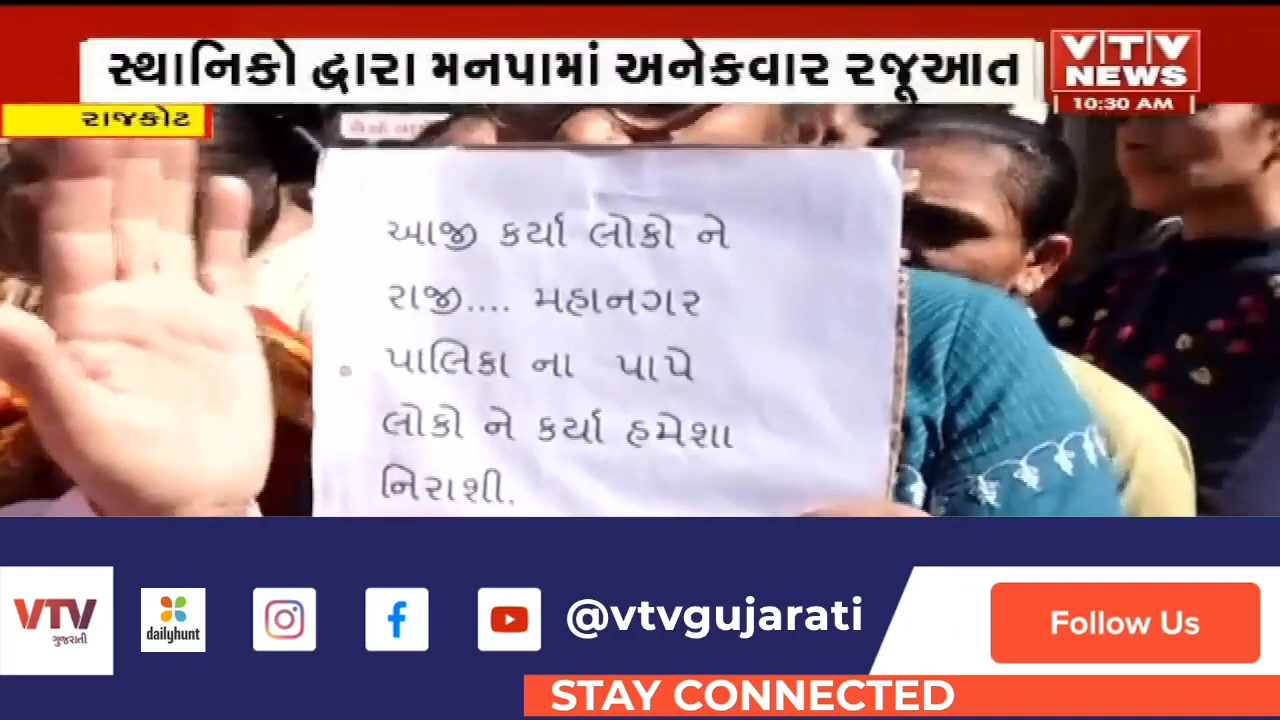 સ્થાનિકો દ્વારા મનપામાં અનેકવાર રજૂઆત
VTV
NEWS
10:30 AM
રાજકોટ
આજી કર્યા લોકો ને
રાજી.... મહાનગર
પાલિકા ના પાપે
લોકો ને કર્યા હમેશા
નિરાશી.
VTV
ગુજરાતી
dailyhunt
@vtvgujarati
Follow Us
STAY CONNECTED